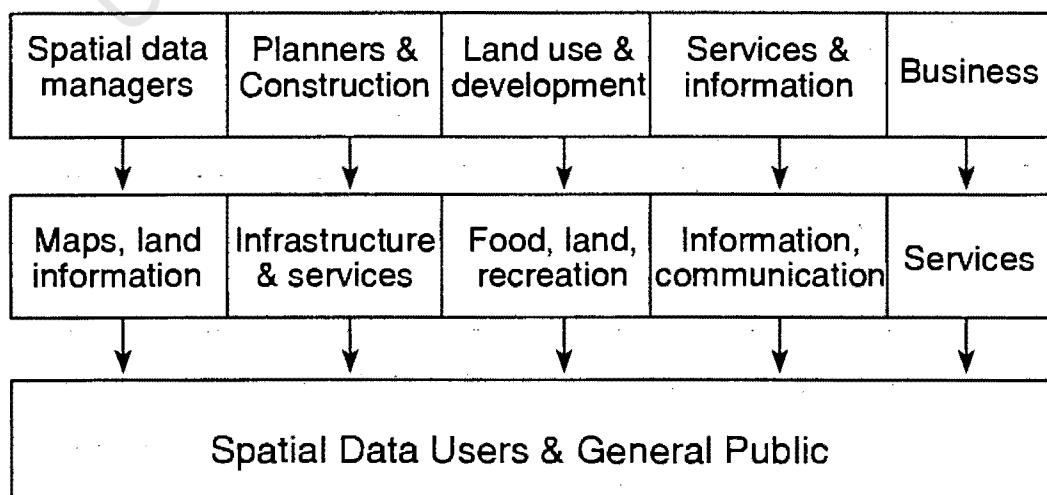 Spatial data
managers
Planners &
Construction
Land use &
development
Services &
information
Business
Maps, land
information
Infrastructure
& services
Food, land,
recreation
Information,
communication
Services
Spatial Data Users & General Public